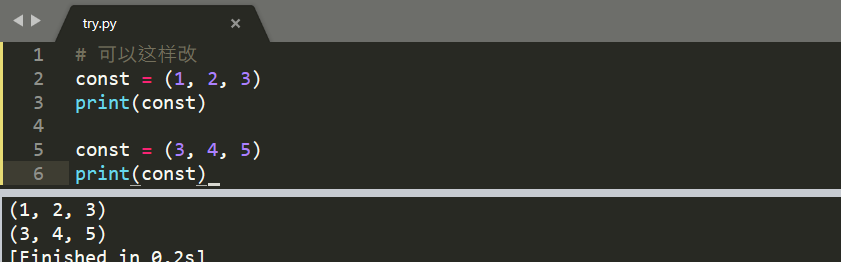 try.py
1 # 可以这样改
2 const = (1, 2, 3)
3 print(const)
4
5 const = (3, 4, 5)
6 print(const)
(1, 2, 3)
(3, 4, 5)
[Finished in 0.2s]